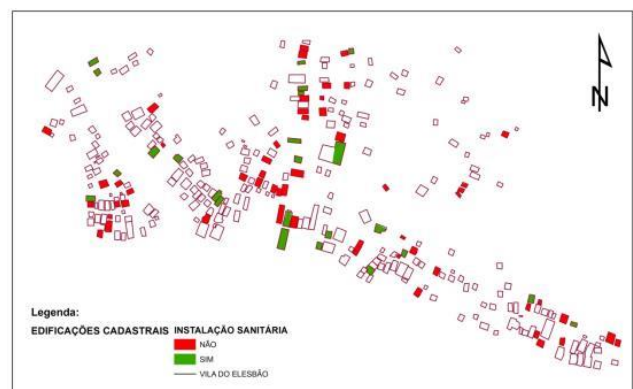 N
Legenda:
EDIFICAÇÕES CADASTRAIS INSTALAÇÃO SANITÁRIA
NÃO
SIM
VILA DO ELESBÃO